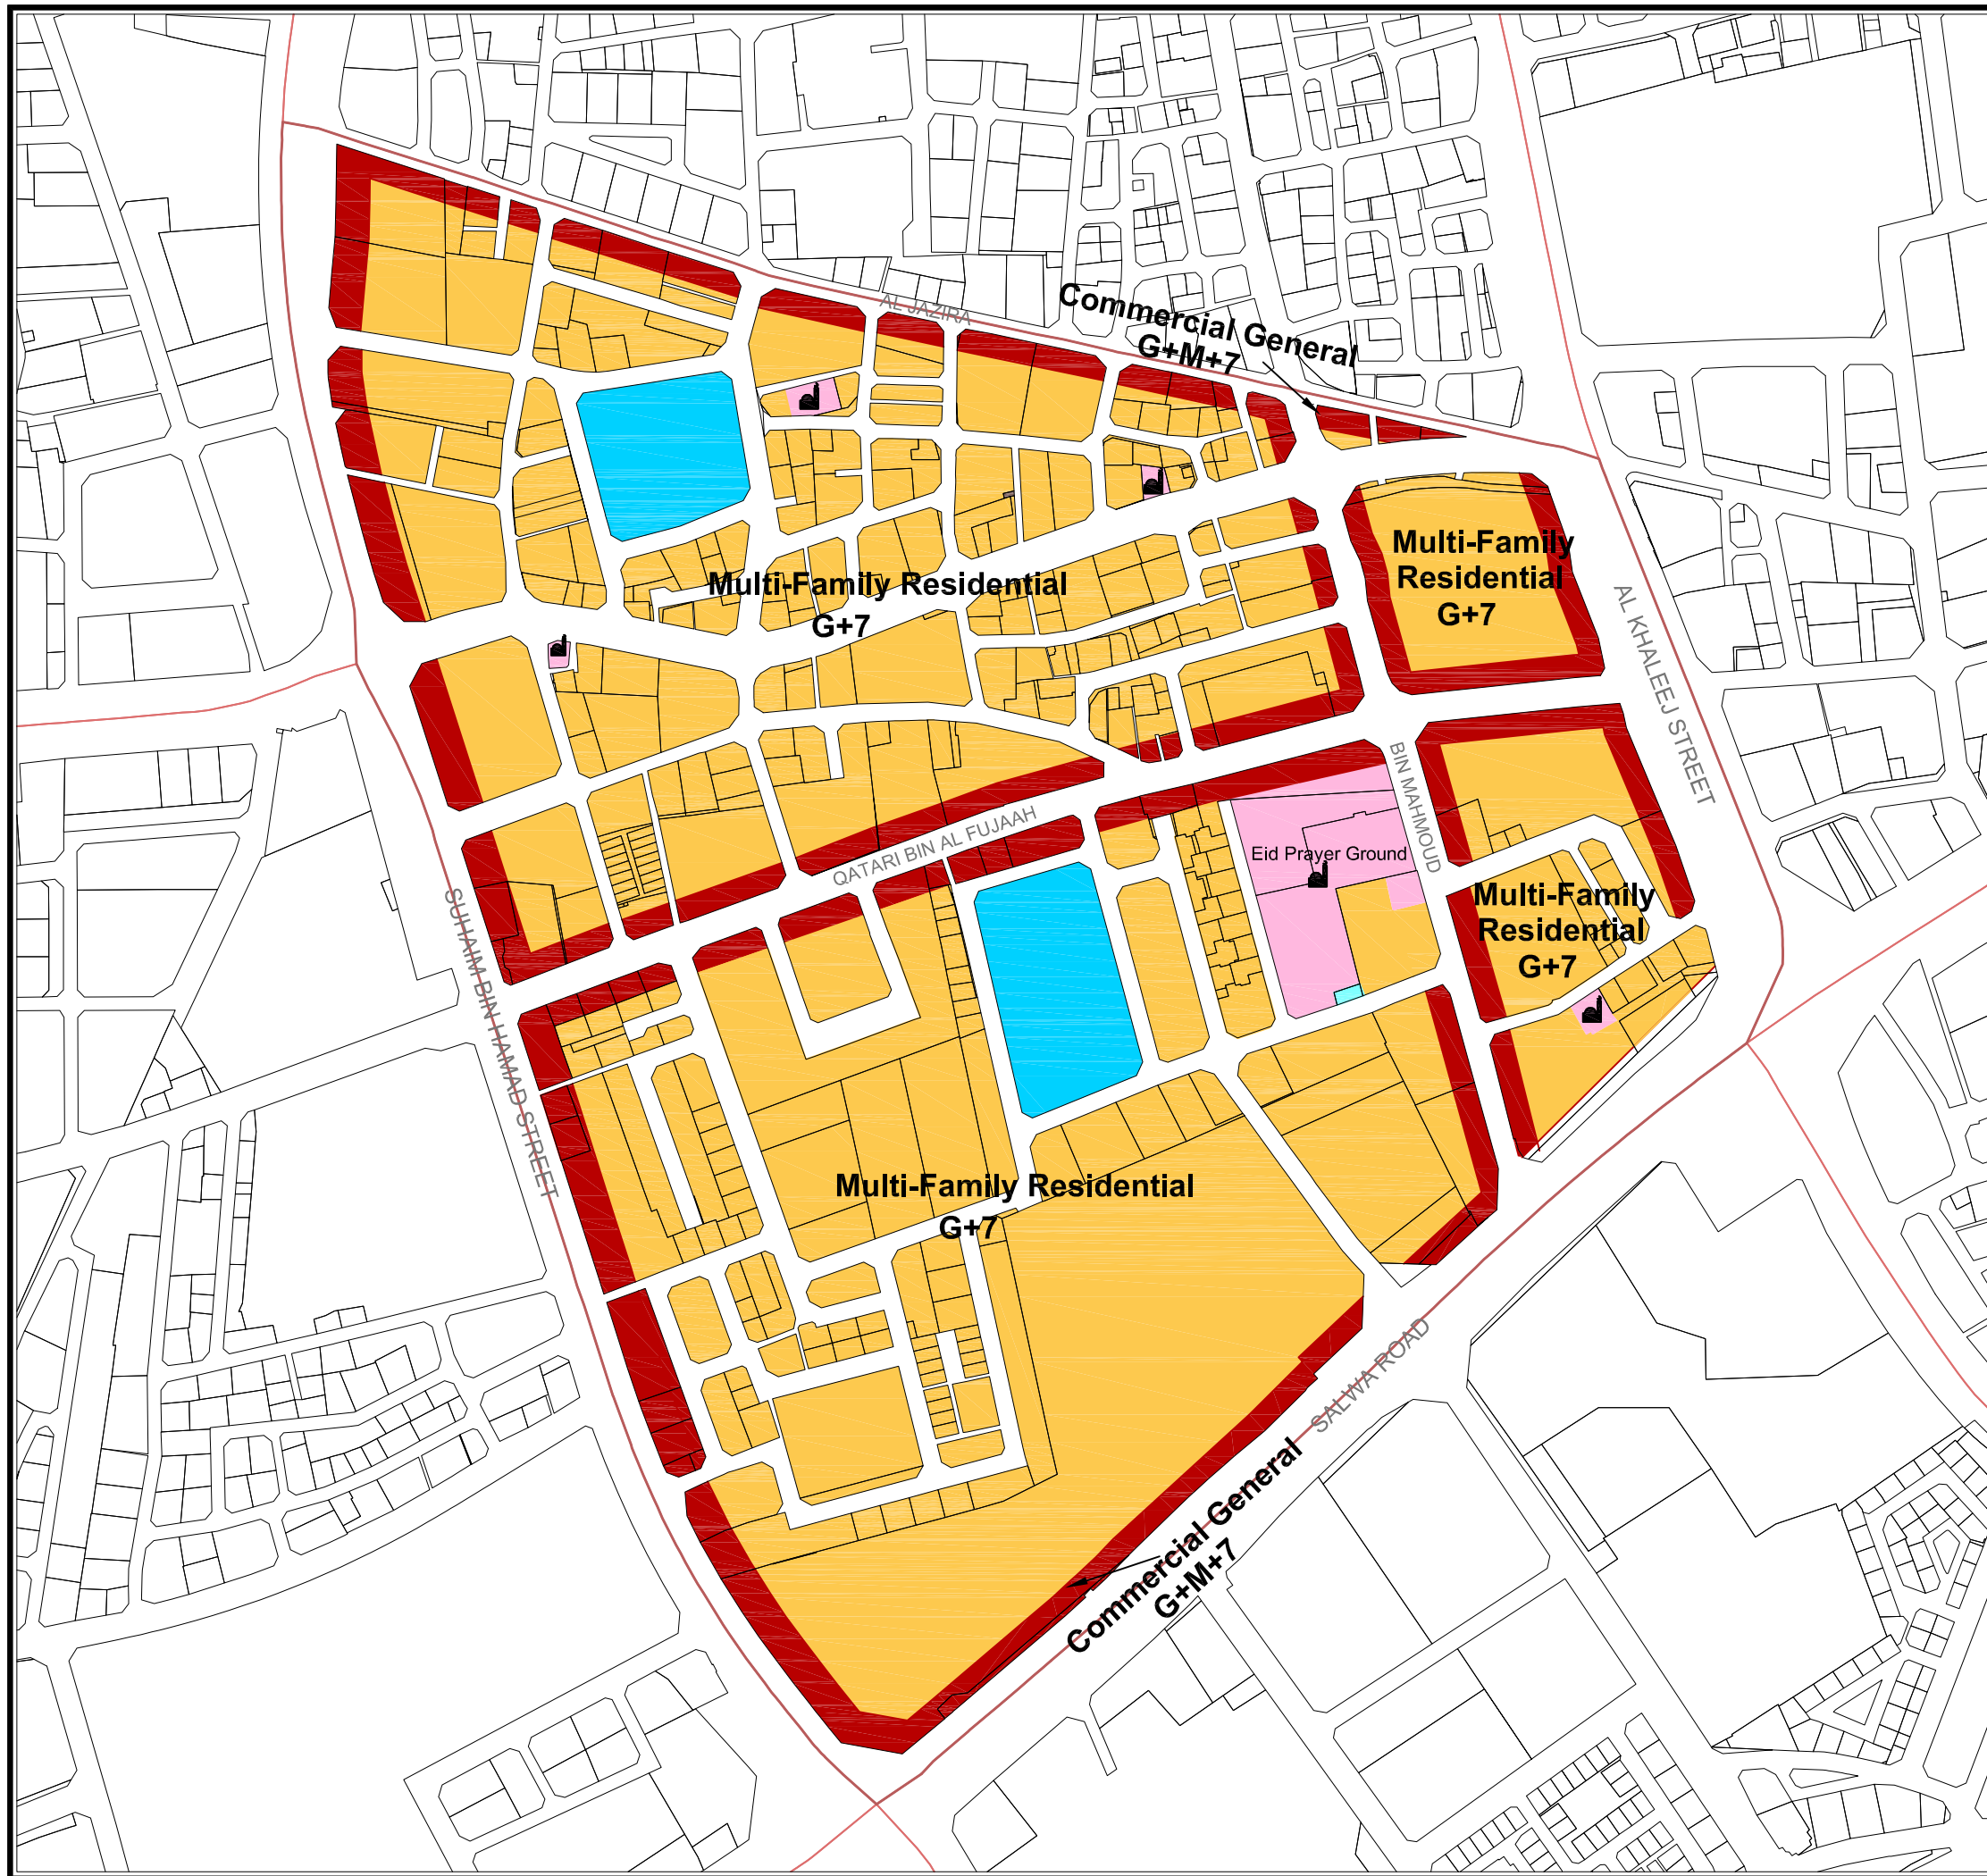 AL JAZIRA
Commercial General
G+M+7
Multi-Family
Residential
G+7
Multi-Family Residential
G+7
AL KHALEEJ STREET
BIN MAHMOUD
QATARI BIN AL FUJAAH
Eid Prayer Ground
Multi-Family
Residential
G+7
SUHAIM BIN HAMAD STREET
Multi-Family Residential
G+7
SALWA ROAD
Commercial General
G+M+7